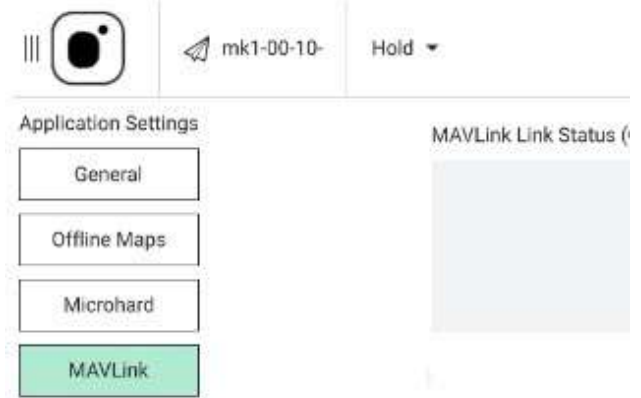 mk1-00-10-
Hold
Application Settings
General
Offline Maps
Microhard
MAVLink
MAVLink Link Status (